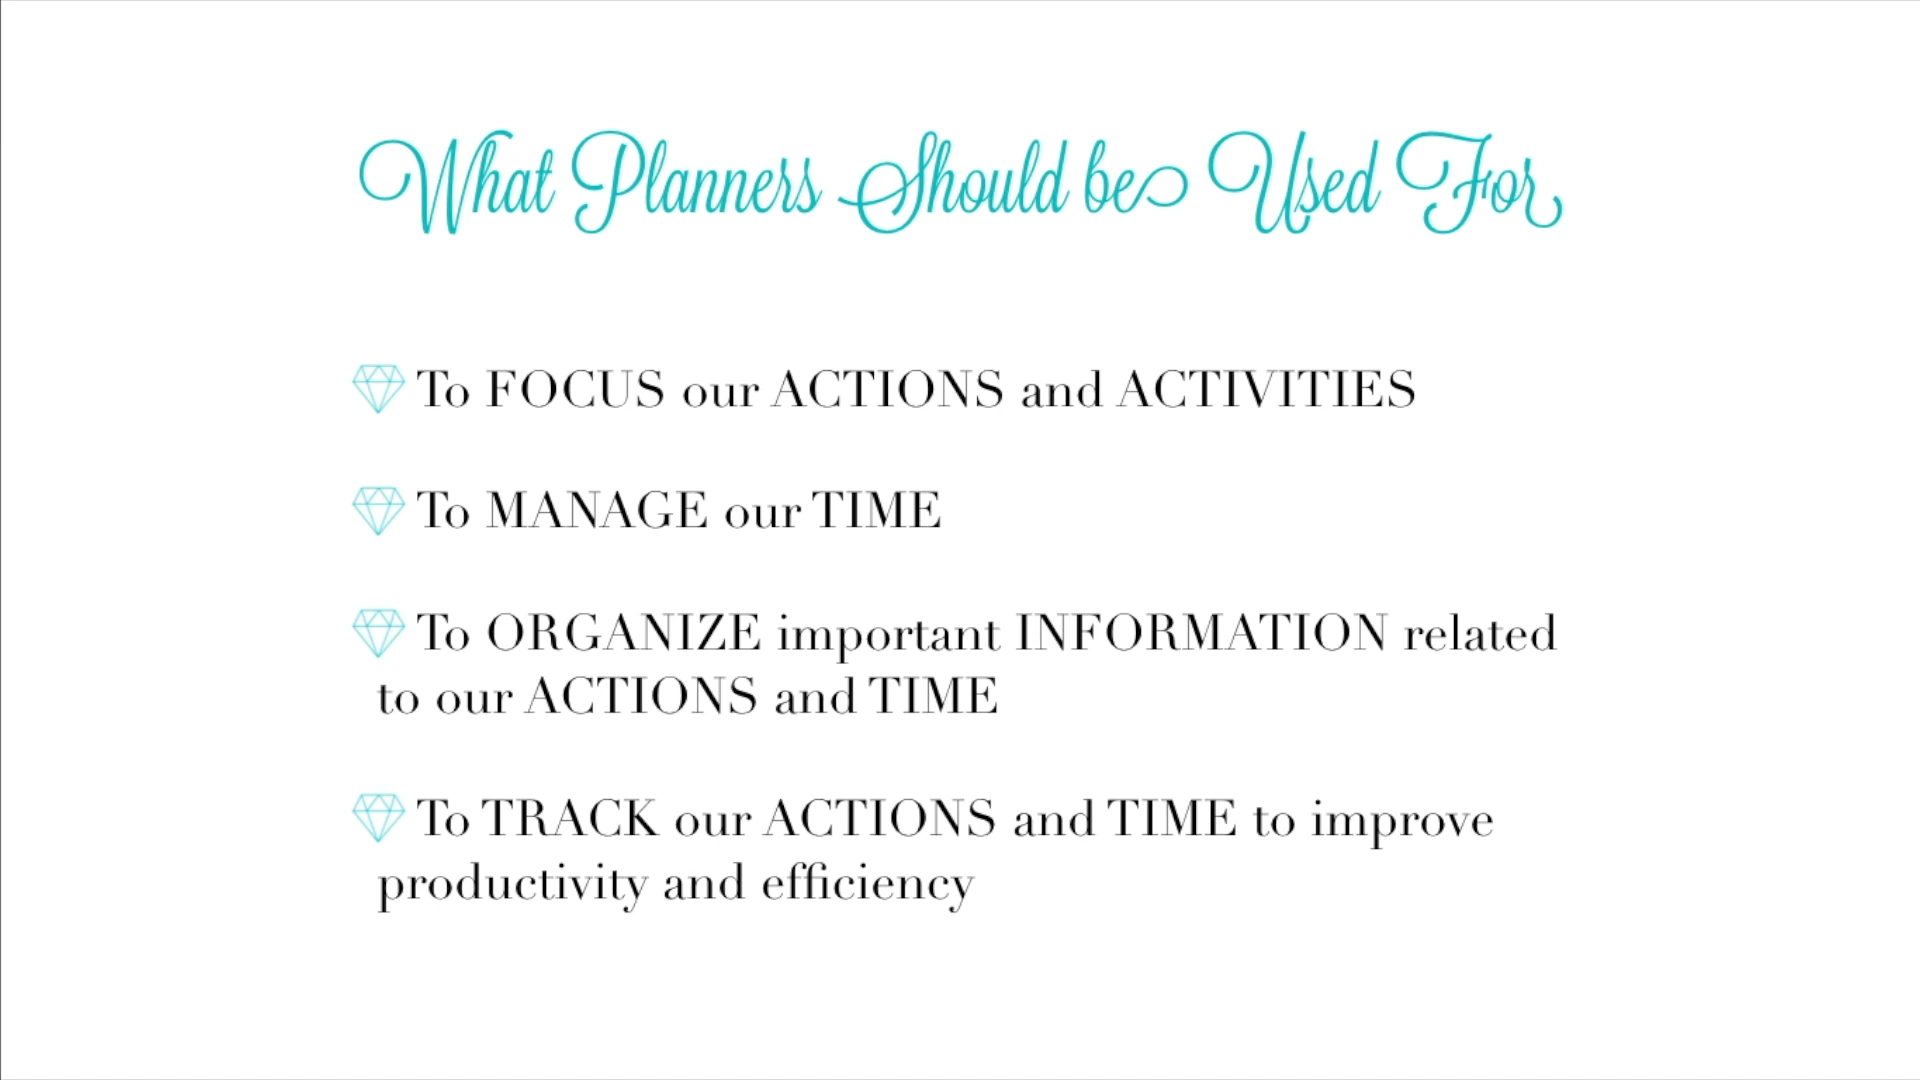 What Planners Should be Used For
To FOCUS our ACTIONS and ACTIVITIES
To MANAGE our TIME
To ORGANIZE important INFORMATION related
to our ACTIONS and TIME
To TRACK our ACTIONS and TIME to improve
productivity and efficiency